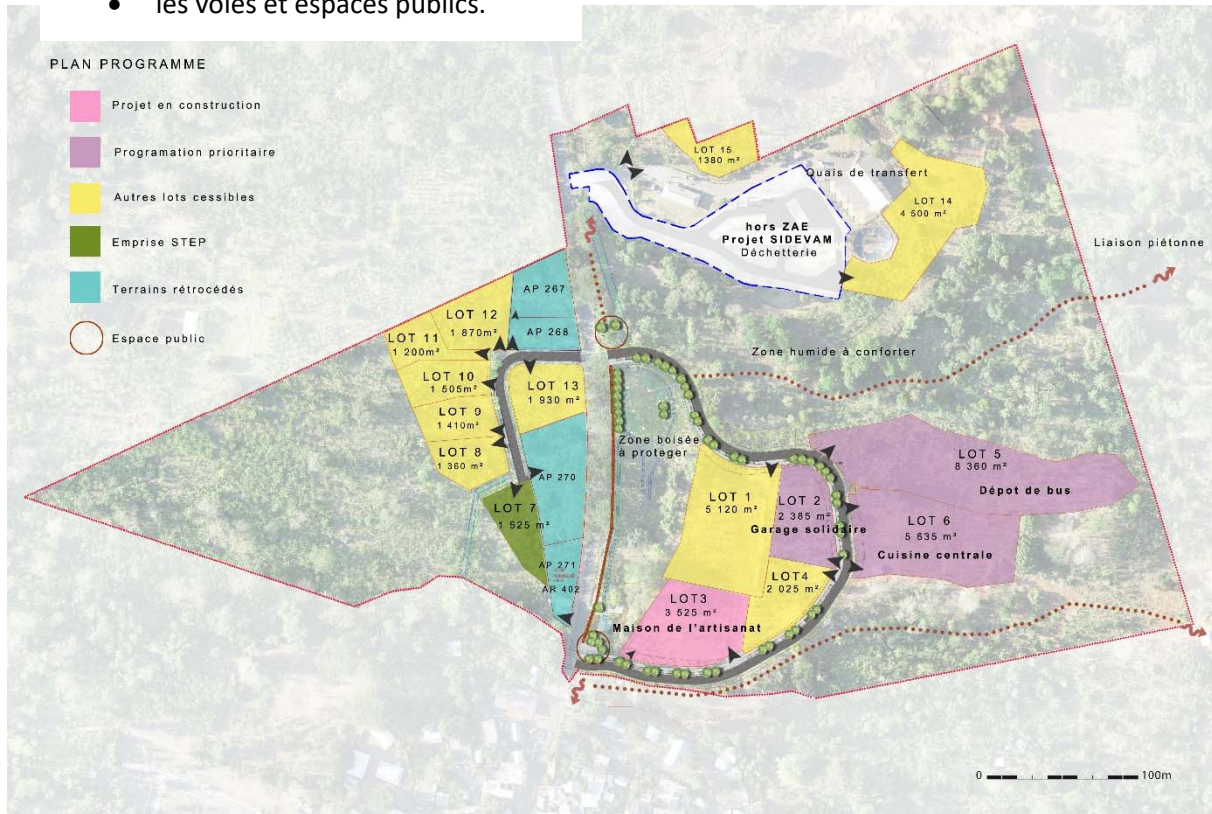 • les voies et espaces publics.
PLAN PROGRAMME
Projet en construction
Programation prioritaire
Autres lots cessibles
Emprise STEP
Terrains rétrocédés
Espace public
LOT 15
1380 m²
Quais de transfert
LOT 14
4 500 m²
hors ZAE
Projet SIDEVAM
Déchetterie
Liaison piétonne
AP 267
AP 268
LOT 12
1 870m²
LOT 11
1 200m²
LOT 10
1 505m²
LOT 9
1 410m²
LOT 8
1 360 m²
LOT 13
1 930 m²
Zone humide à conforter
Zone boisée
à proteger
AP 270
LOT 7
1 525 m²
AP 271
AR 402
LOT 1
5 120 m²
LOT 2
2 385 m²
Garage solidaire
LOT 5
8 360 m²
Dépot de bus
LOT 6
5 635 m²
Cuisine centrale
LOT4
2 025 m²
LOT3
3 525 m²
Maison de l'artisanat
0 100m